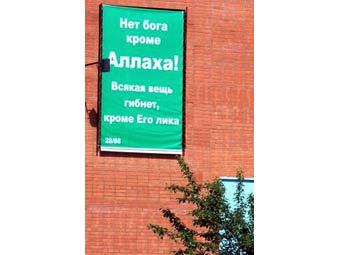 Нет бога
кроме
Аллаха!
Всякая вещь
гибнет,
кроме Его лика
28/88